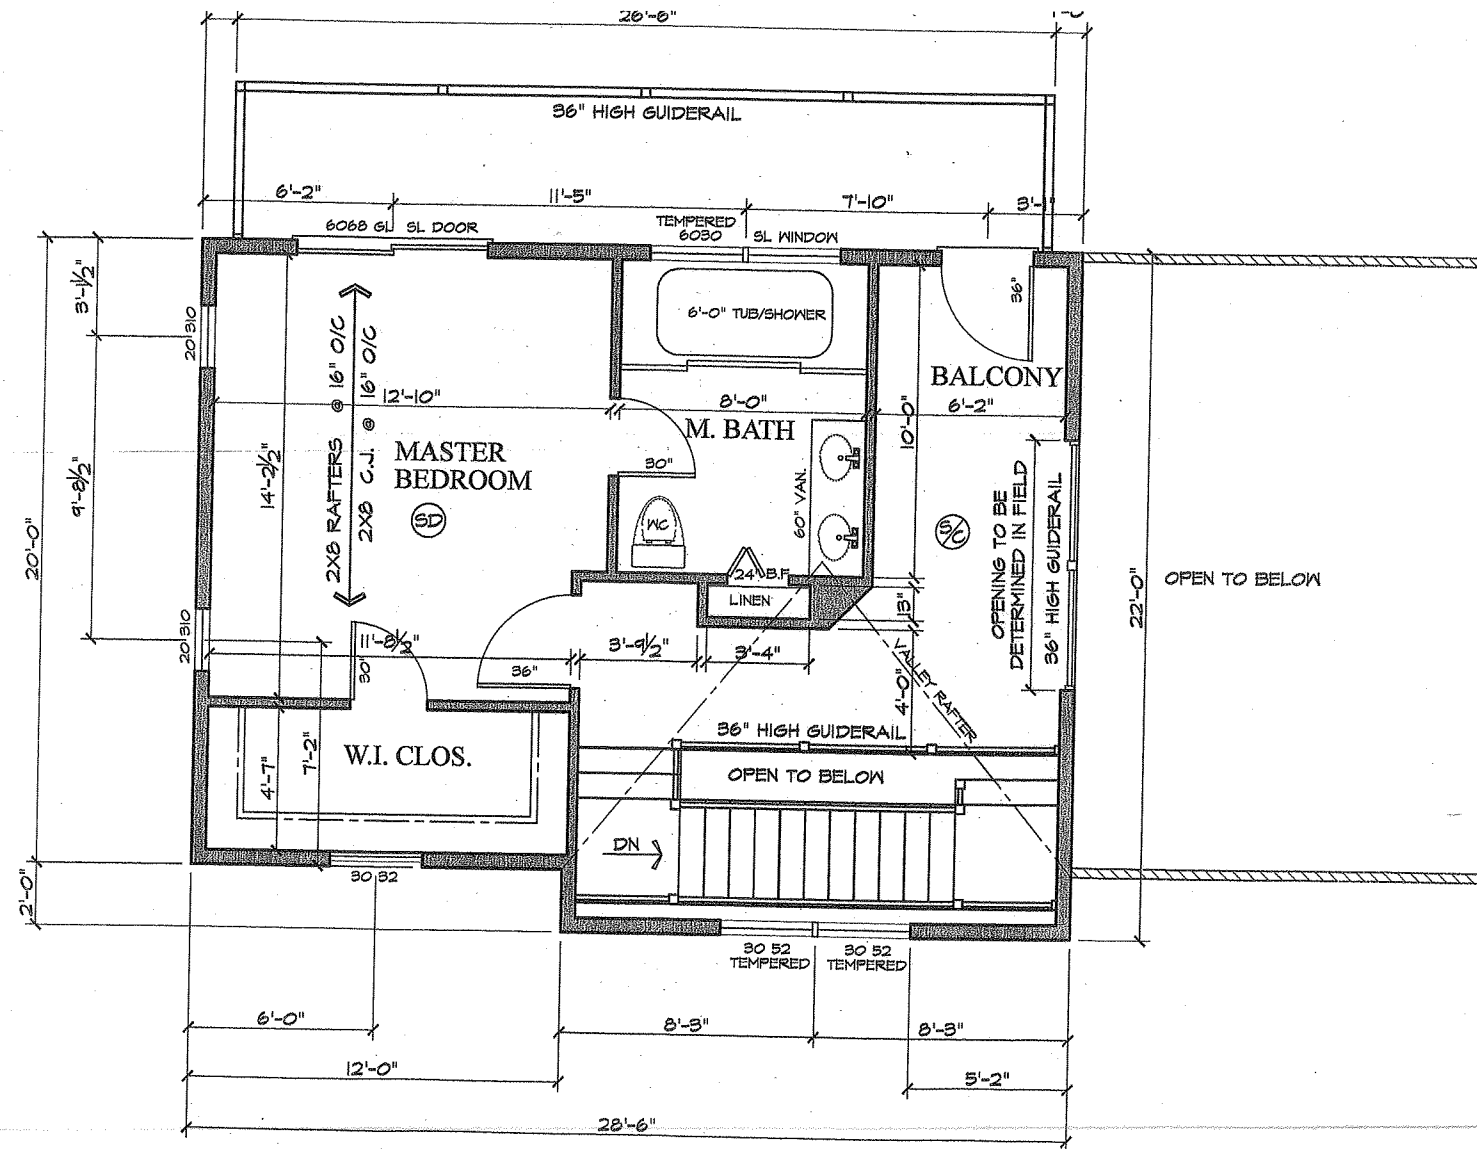 26'-6"
36" HIGH GUIDERAIL
6'-2"
11'-5"
7'-10"
6068 GL SL DOOR
TEMPERED
6030 SL WINDOW
3'-1½"
20 310
36"
6'-0" TUB/SHOWER
2X8 RAFTERS @ 16" O/C
2X8 C.J. @ 16" O/C
BALCONY
12'-10"
8'-0"
6'-2"
M. BATH
10'-0"
MASTER
BEDROOM
30"
14'-2½"
9'-8½"
60" VAN.
SD
WC
S/C
OPENING TO BE
DETERMINED IN FIELD
36" HIGH GUIDERAIL
20'-0"
24" B.F.
LINEN
13"
OPEN TO BELOW
22'-0"
20 310
11'-8½"
30"
36"
3'-9½"
3'-4"
4'-0"
VALLEY RAFTER
36" HIGH GUIDERAIL
W.I. CLOS.
7'-2"
4'-7"
OPEN TO BELOW
DN
30 32
2'-0"
30 52
TEMPERED
30 52
TEMPERED
6'-0"
8'-3"
8'-3"
12'-0"
5'-2"
28'-6"